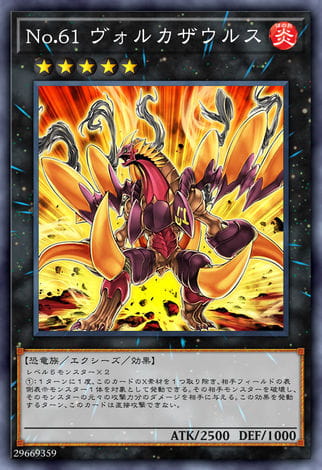 No.61 ヴォルカザウルス
炎
ほのお
[恐竜族/エクシーズ/効果]
レベル5モンスター×2
①:1ターンに1度、このカードのX素材を1つ取り除き、相手フィールドの表
側表示モンスター1体を対象として発動できる。その相手モンスターを破壊し、
そのモンスターの元々の攻撃力分のダメージを相手に与える。この効果を発動
するターン、このカードは直接攻撃できない。
ATK/2500 DEF/1000
29669359